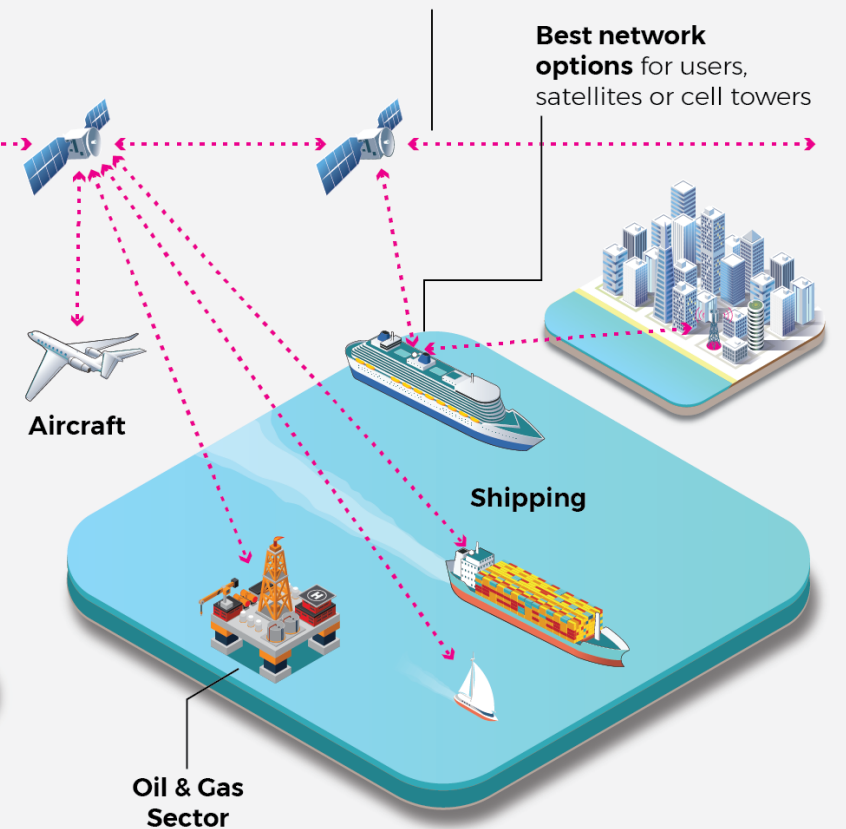 Best network
options for users,
satellites or cell towers
Aircraft
Shipping
H
Oil & Gas
Sector